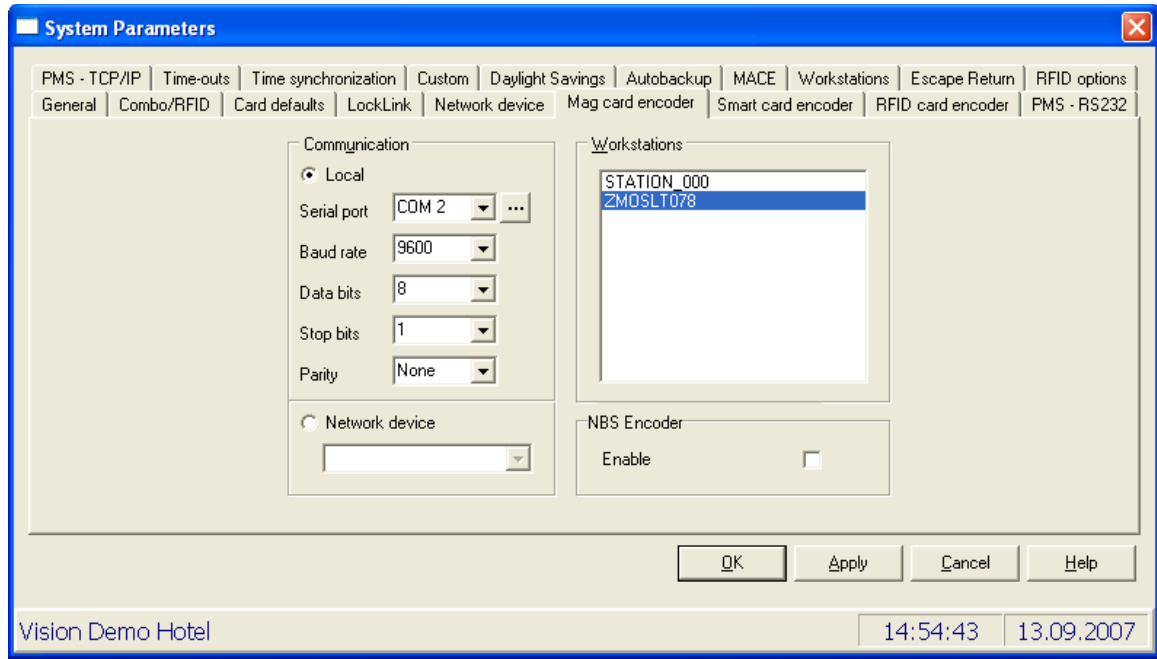 System Parameters
PMS - TCP/IP Time-outs Time synchronization Custom Daylight Savings Autobackup MACE Workstations Escape Return RFID options
General Combo/RFID Card defaults LockLink Network device Mag card encoder Smart card encoder RFID card encoder PMS - RS232
Communication
Local
Serial port COM 2 ...
Baud rate 9600
Data bits 8
Stop bits 1
Parity None
Network device
Workstations
STATION_000
ZMOSLT078
NBS Encoder
Enable
OK Apply Cancel Help
Vision Demo Hotel 14:54:43 13.09.2007